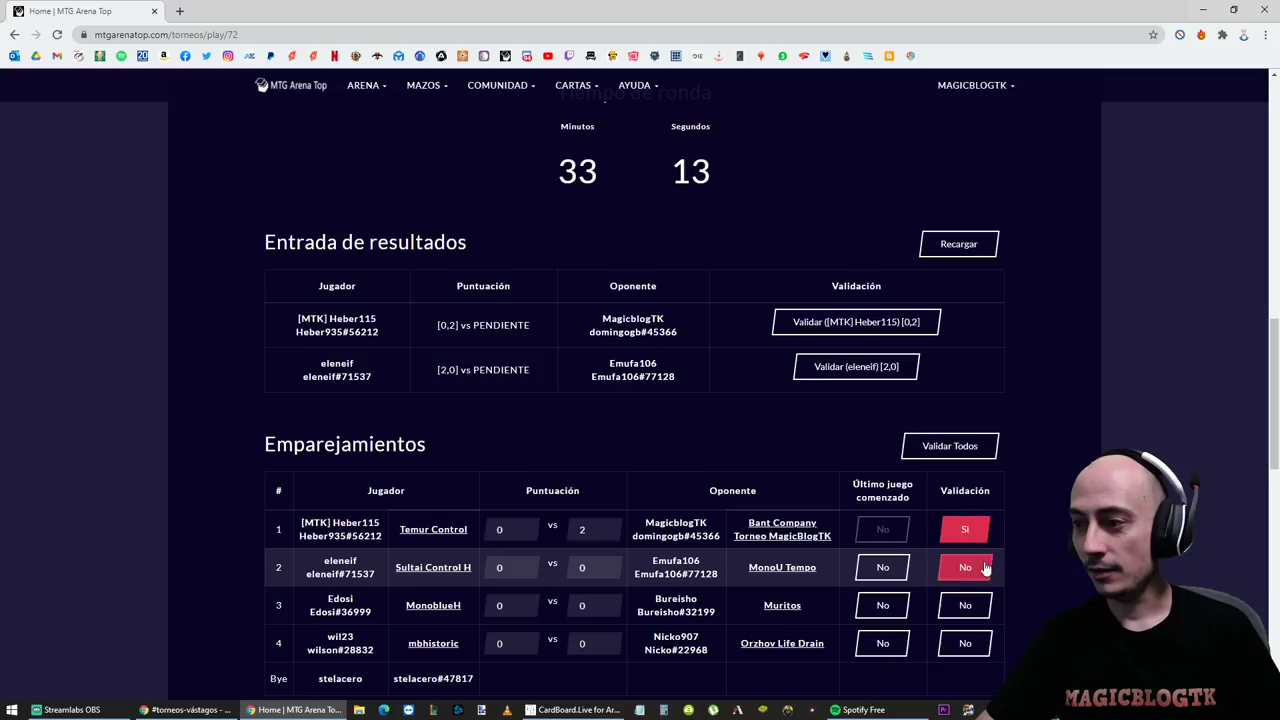 Home | MTG Arena Top
mtgarenatop.com/torneos/play/72
MTG Arena Top
ARENA
MAZOS
COMUNIDAD
CARTAS
AYUDA
MAGICBLOGTK
Tiempo de ronda
Minutos
Segundos
33
13
Entrada de resultados
Recargar
Jugador
Puntuación
Oponente
Validación
[MTK] Heber115
Heber935#56212
[0,2] vs PENDIENTE
MagicblogTK
domingogb#45366
Validar ([MTK] Heber115) [0,2]
eleneif
eleneif#71537
[2,0] vs PENDIENTE
Emufa106
Emufa106#77128
Validar (eleneif) [2,0]
Emparejamientos
Validar Todos
#
Jugador
Puntuación
Oponente
Último juego
comenzado
Validación
1
[MTK] Heber115
Heber935#56212
Temur Control
0
vs
2
MagicblogTK
domingogb#45366
Bant Company
Torneo MagicBlogTK
No
Si
2
eleneif
eleneif#71537
Sultai Control H
0
vs
0
Emufa106
Emufa106#77128
MonoU Tempo
No
No
3
Edosi
Edosi#36999
MonoblueH
0
vs
0
Bureisho
Bureisho#32199
Muritos
No
No
4
wil23
wilson#28832
mbhistoric
0
vs
0
Nicko907
Nicko#22968
Orzhov Life Drain
No
No
Bye
stelacero
stelacero#47817
MAGICBLOGTK
Streamlabs OBS
#torneos-vástagos - ...
Home | MTG Arena To...
CardBoard.Live for Ar...
Spotify Free